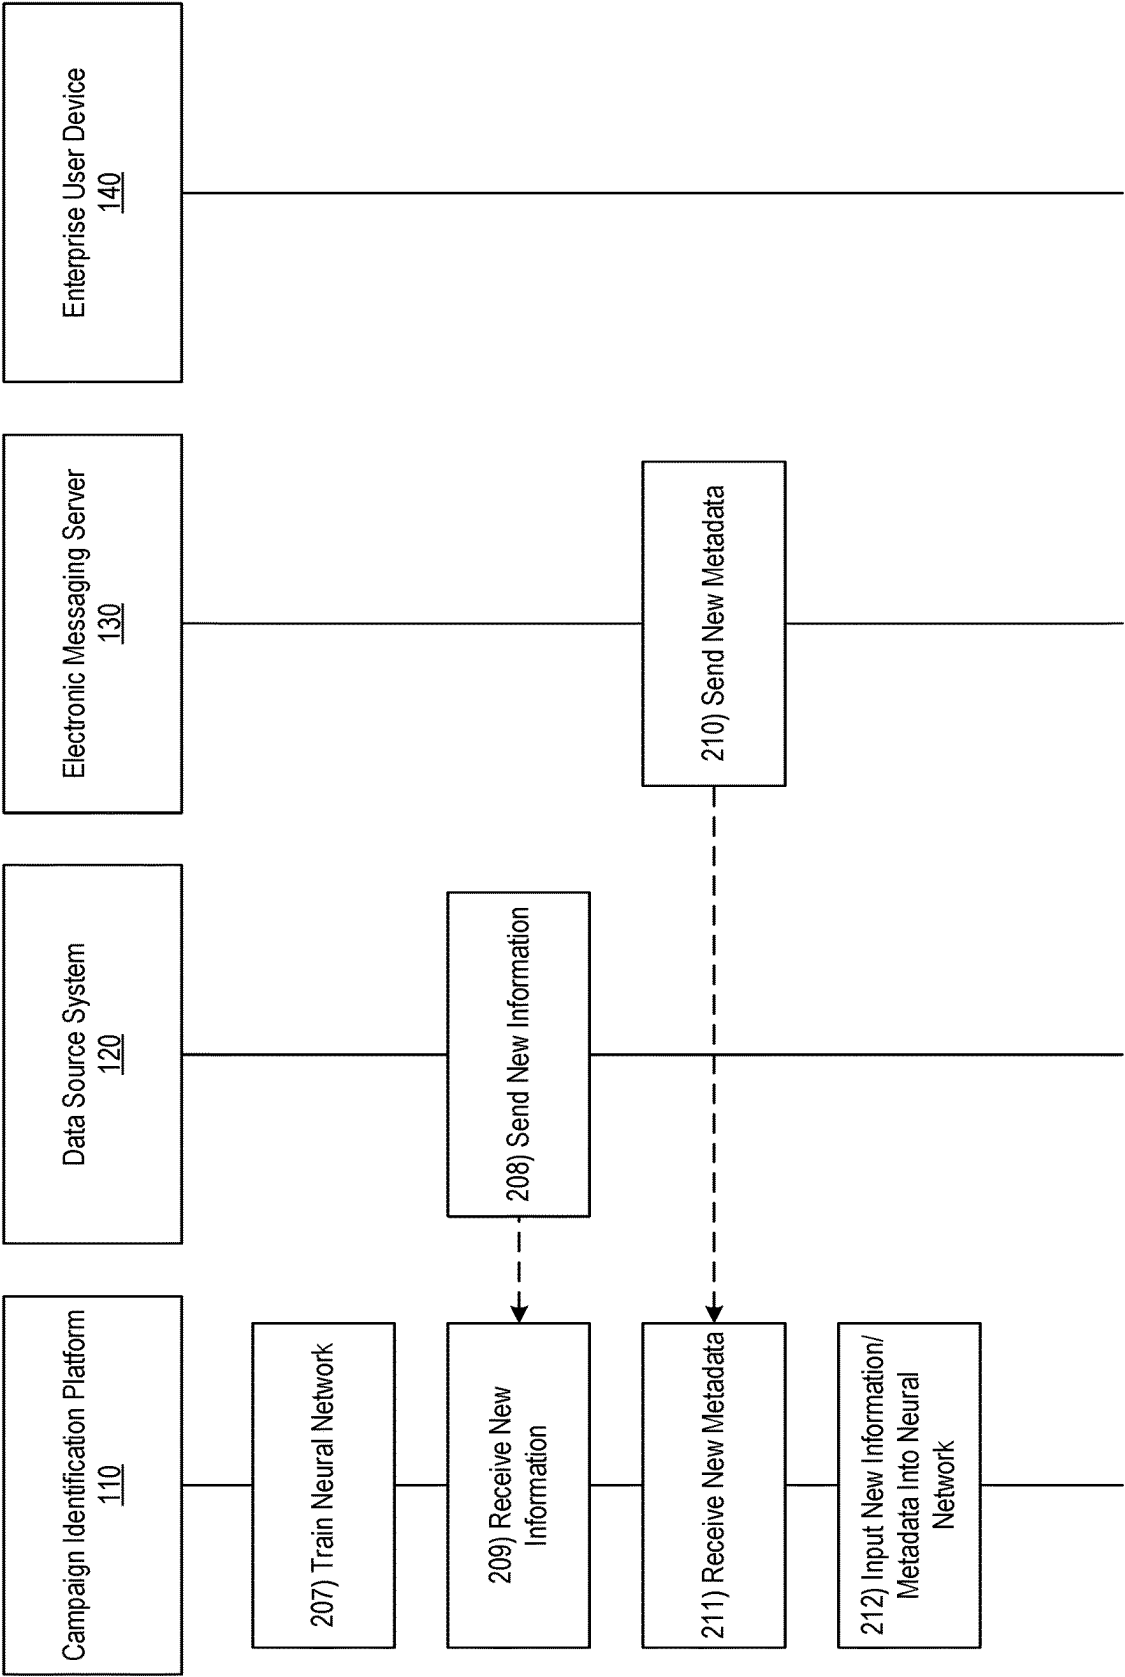 Campaign Identification Platform
110
Data Source System
120
Electronic Messaging Server
130
Enterprise User Device
140
207) Train Neural Network
208) Send New Information
209) Receive New
Information
210) Send New Metadata
211) Receive New Metadata
212) Input New Information/
Metadata Into Neural
Network